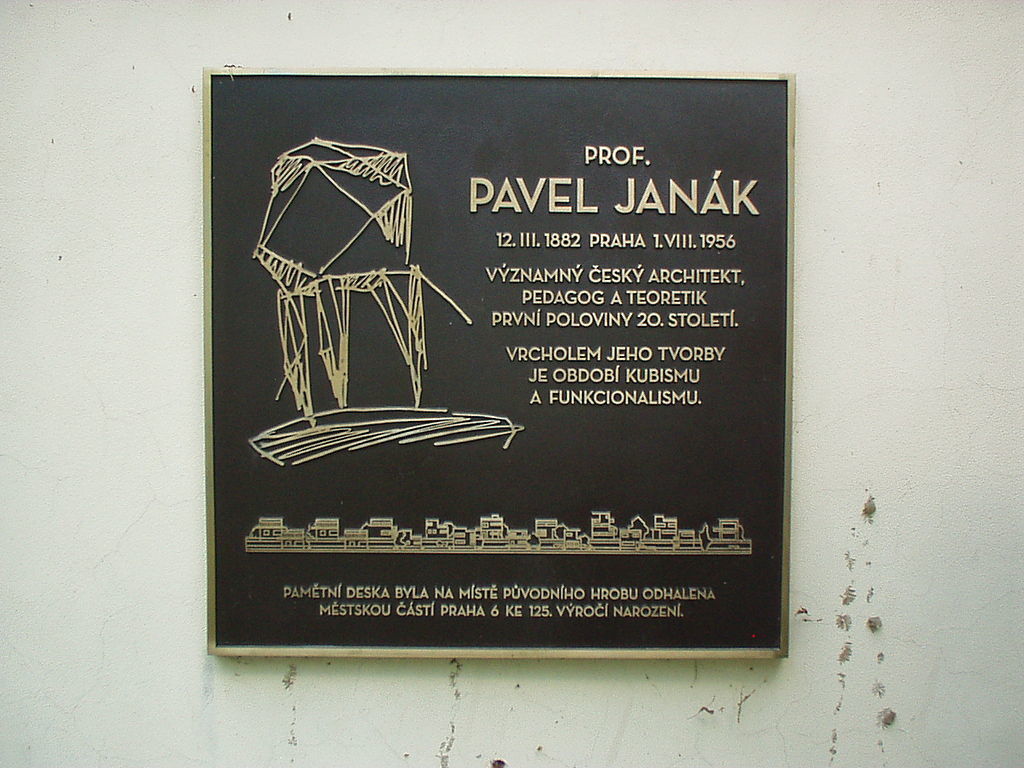 PROF.
PAVEL JANÁK
12. III. 1882 PRAHA 1. VIII. 1956
VÝZNAMNÝ ČESKÝ ARCHITEKT,
PEDAGOG A TEORETIK
PRVNÍ POLOVINY 20. STOLETÍ.
VRCHOLEM JEHO TVORBY
JE OBDOBÍ KUBISMU
A FUNKCIONALISMU.
PAMĚTNÍ DESKA BYLA NA MÍSTĚ PŮVODNÍHO HROBU ODHALENA
MĚSTSKOU ČÁSTÍ PRAHA 6 KE 125. VÝROČÍ NAROZENÍ.